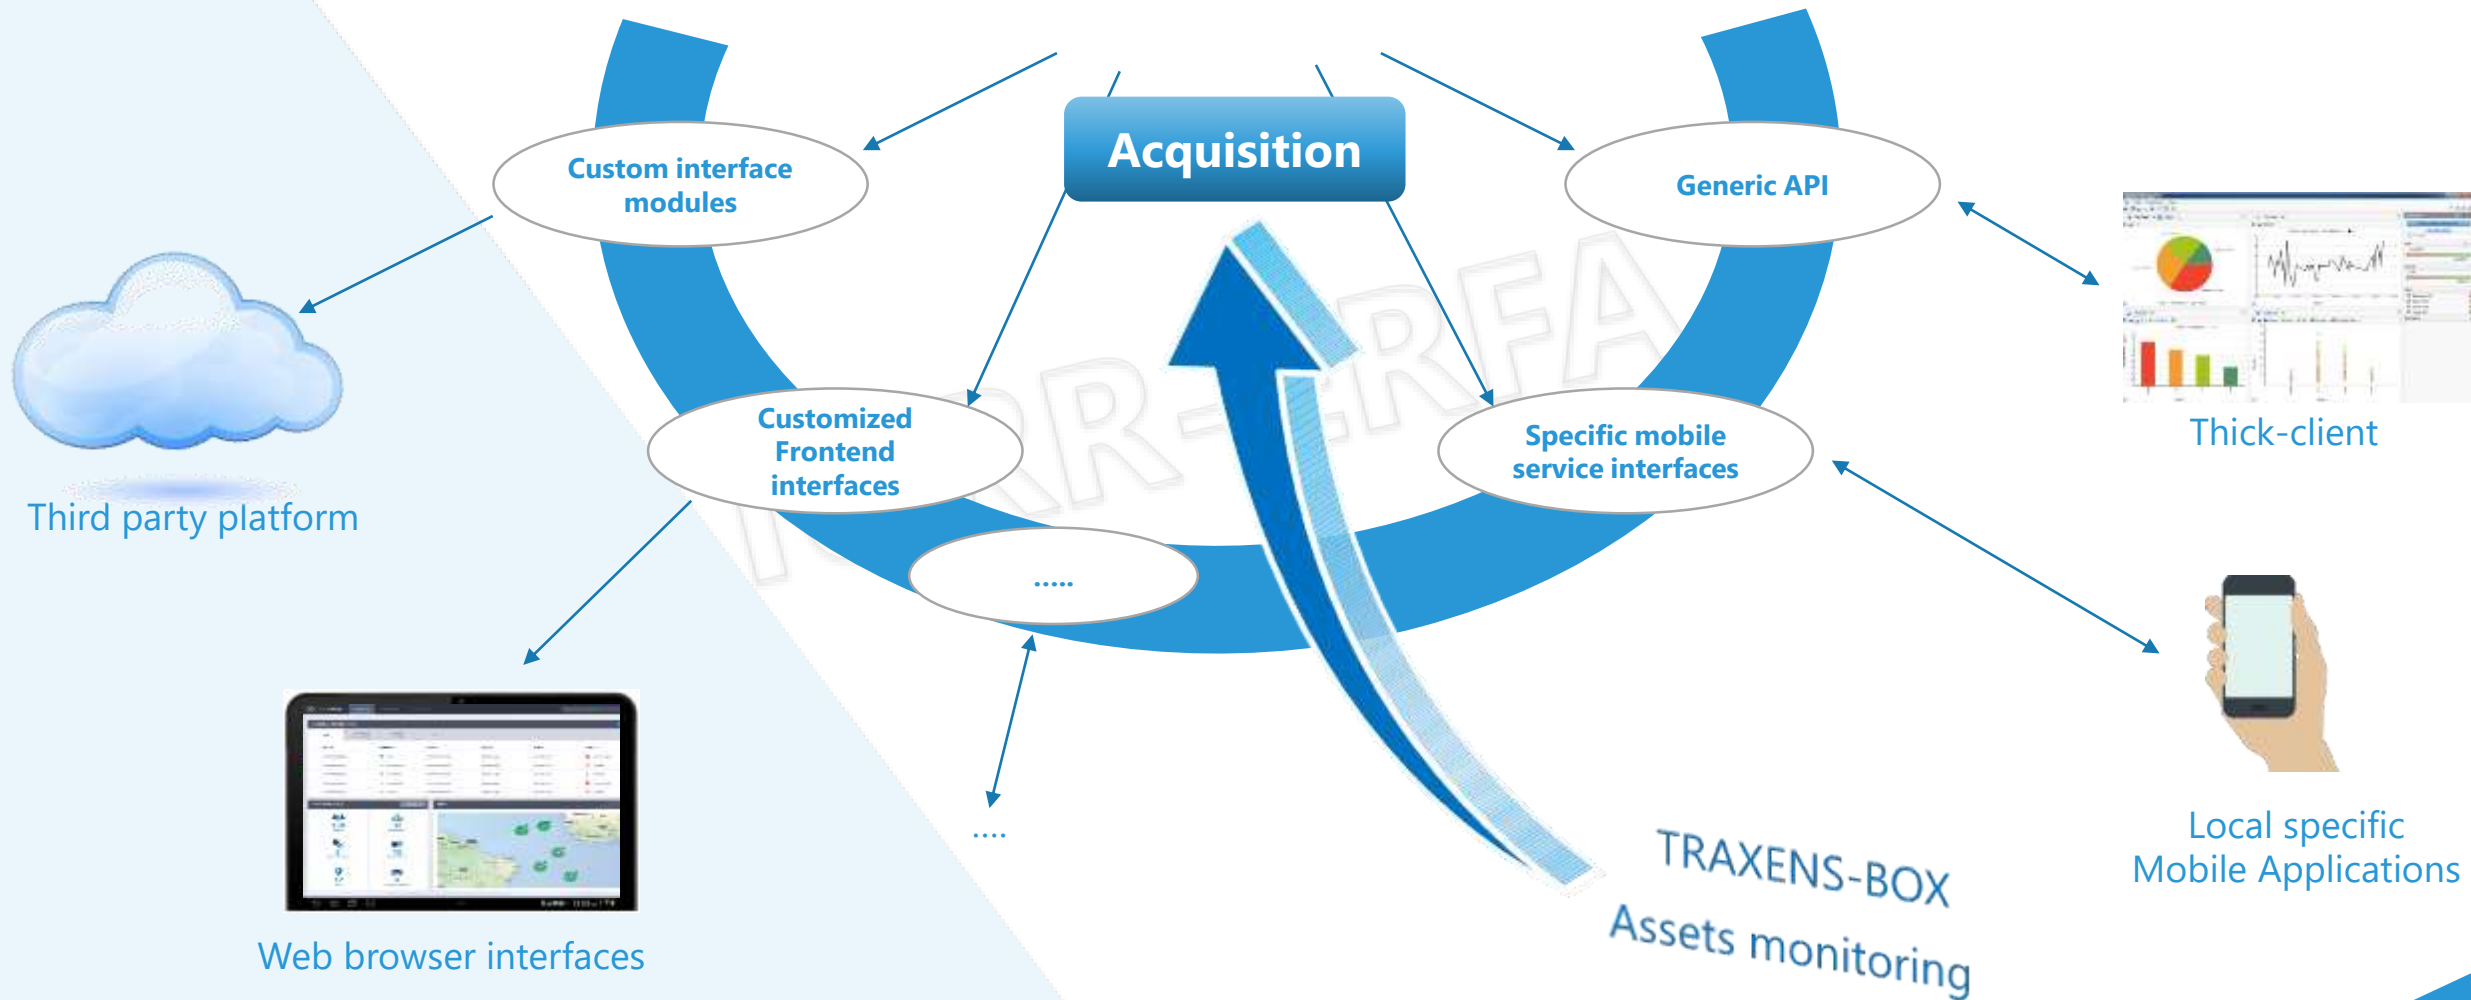 Acquisition
Custom interface
modules
Generic API
Customized
Frontend
interfaces
Specific mobile
service interfaces
.....
....
Third party platform
Thick-client
Web browser interfaces
Local specific
Mobile Applications
TRAXENS-BOX
Assets monitoring